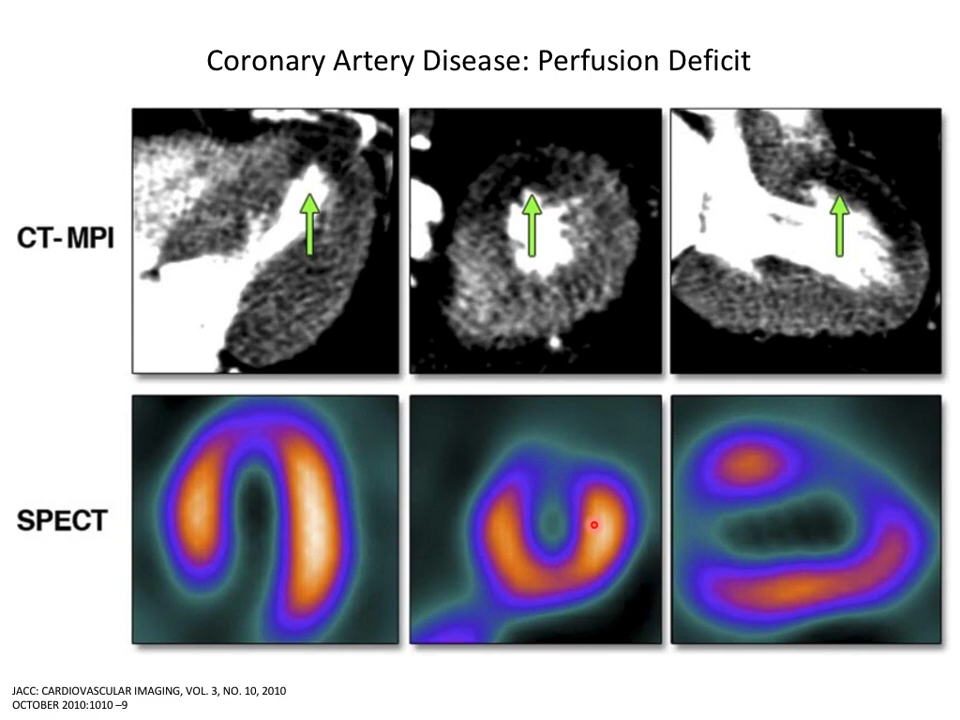 Coronary Artery Disease: Perfusion Deficit
CT-MPI
SPECT
JACC: CARDIOVASCULAR IMAGING, VOL. 3, NO. 10, 2010
OCTOBER 2010:1010 –9